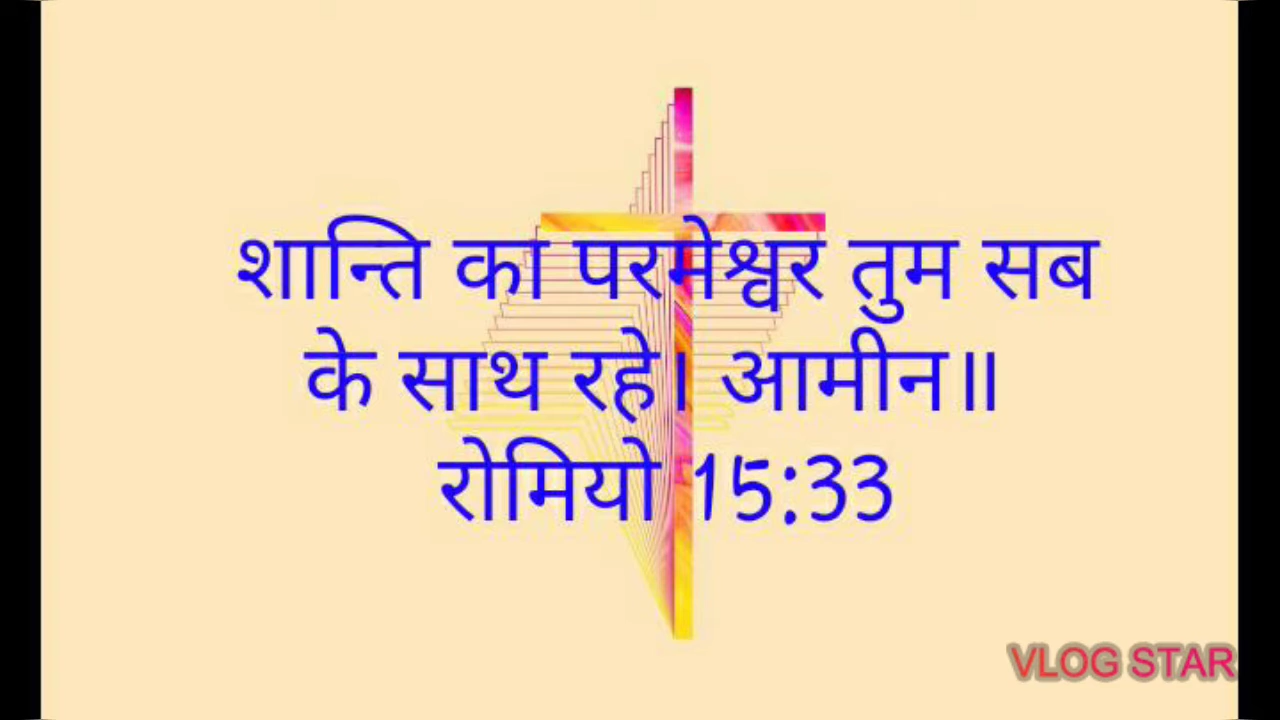 शान्ति का परमेश्वर तुम सब
के साथ रहे। आमीन॥
रोमियो 15:33
VLOG STAR